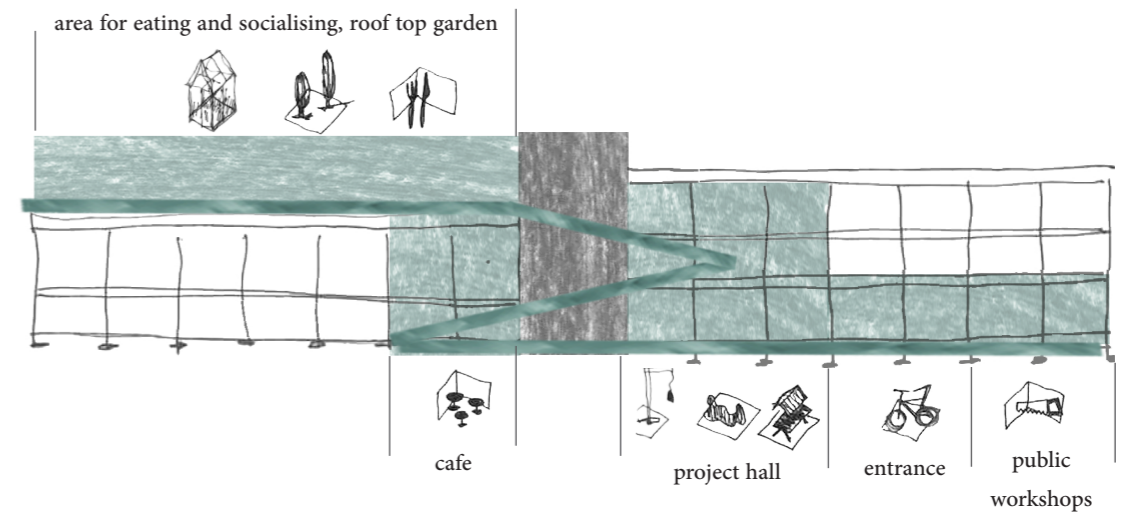 area for eating and socialising, roof top garden
cafe
project hall
entrance
public
workshops